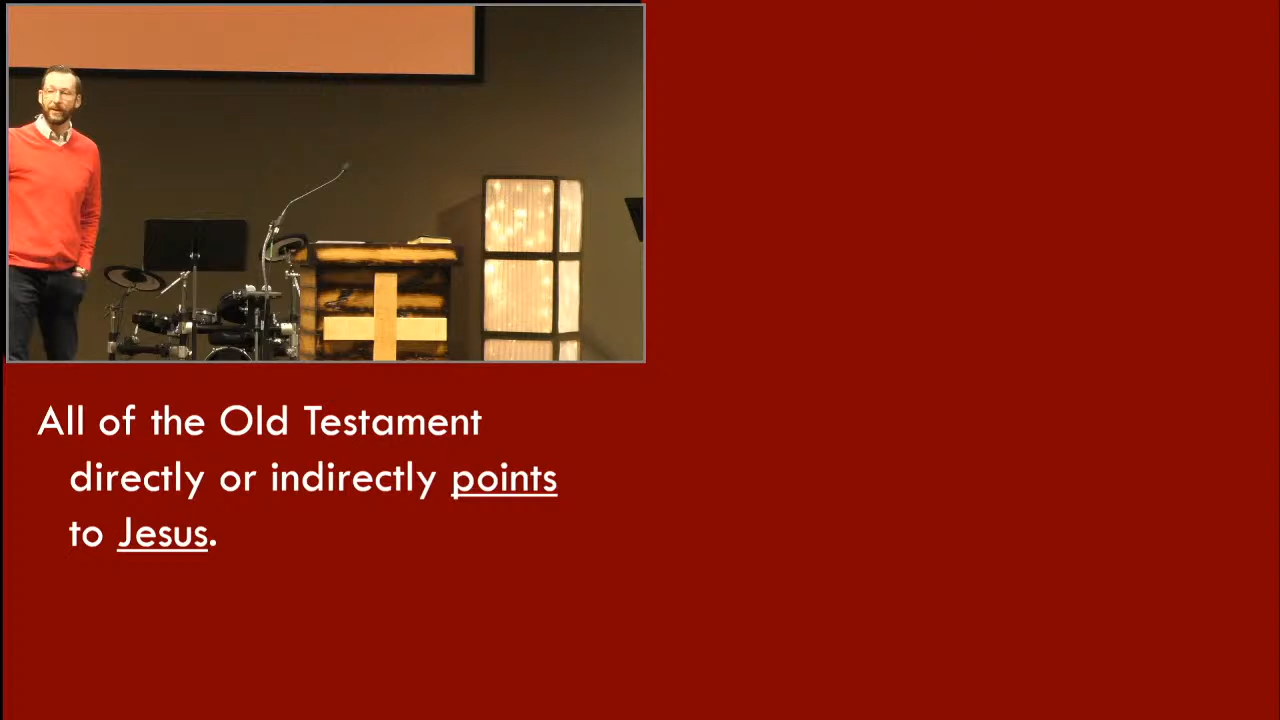 All of the Old Testament
directly or indirectly points
to Jesus.